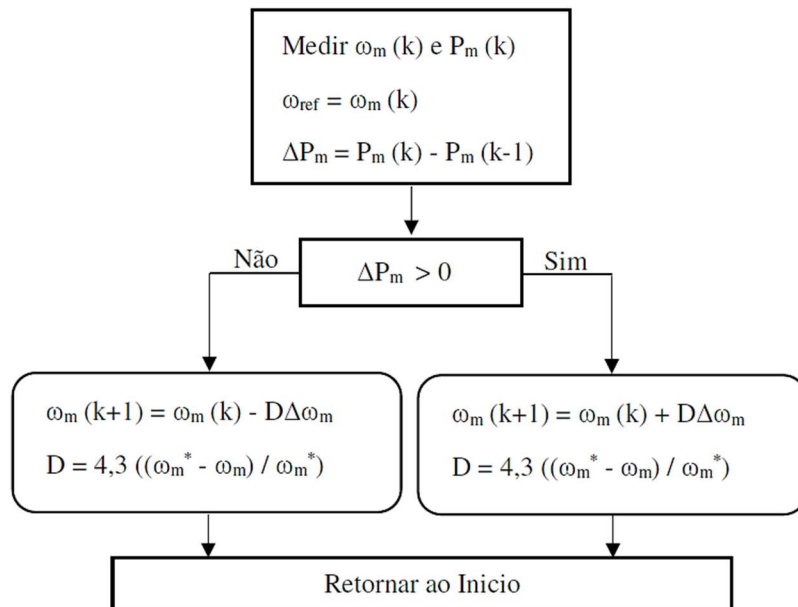 Medir ωₘ (k) e Pₘ (k)
ω_ref = ωₘ (k)
ΔPₘ = Pₘ (k) - Pₘ (k-1)
Não
ΔPₘ > 0
Sim
ωₘ (k+1) = ωₘ (k) - DΔωₘ
D = 4,3 ((ωₘ* - ωₘ) / ωₘ*)
ωₘ (k+1) = ωₘ (k) + DΔωₘ
D = 4,3 ((ωₘ* - ωₘ) / ωₘ*)
Retornar ao Inicio